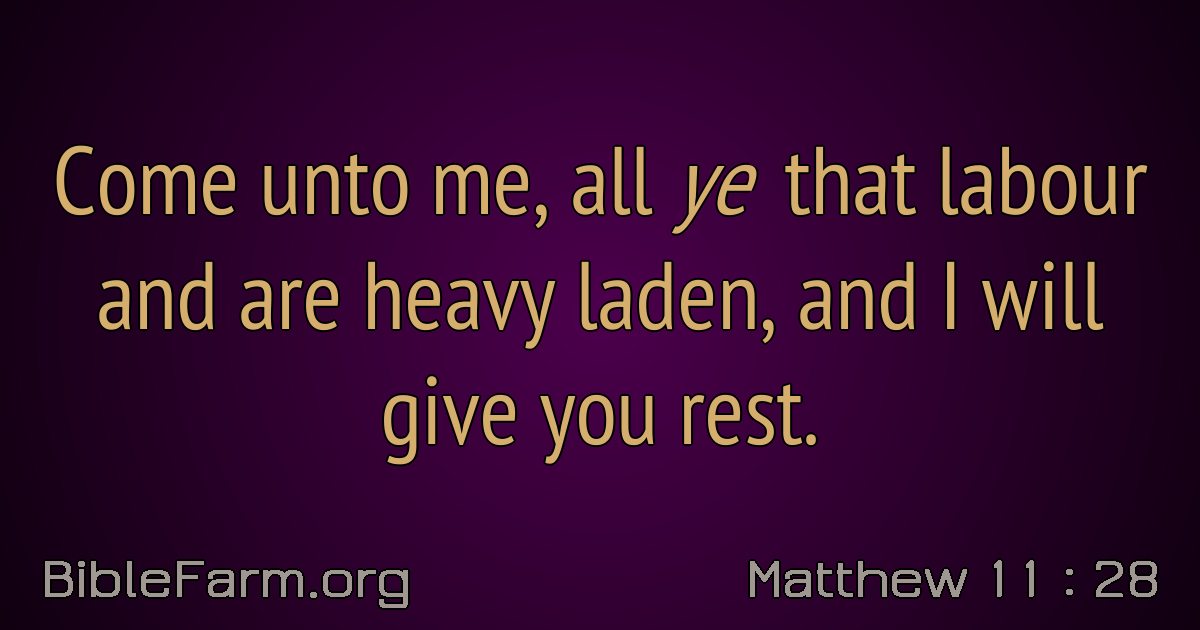 Come unto me, all ye that labour
and are heavy laden, and I will
give you rest.
BibleFarm.org
Matthew 11 : 28